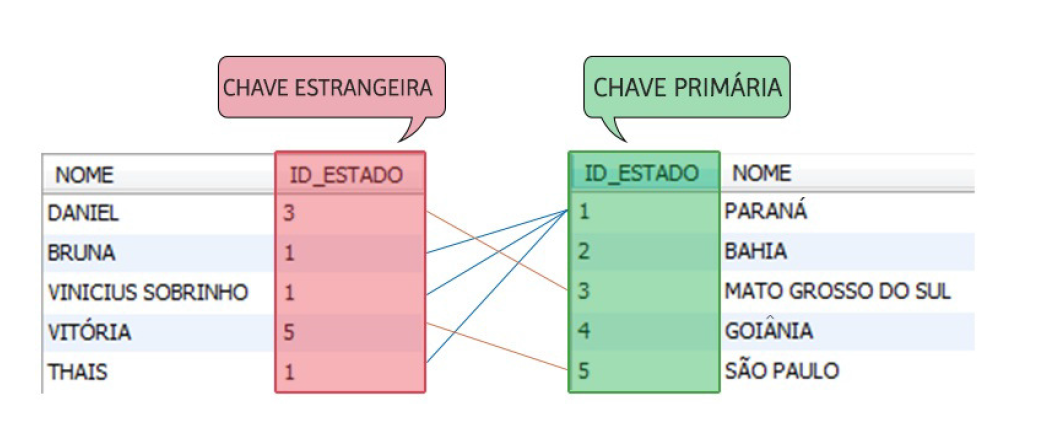 CHAVE ESTRANGEIRA
CHAVE PRIMÁRIA
NOME ID_ESTADO
DANIEL 3
BRUNA 1
VINICIUS SOBRINHO 1
VITÓRIA 5
THAIS 1
ID_ESTADO NOME
1 PARANÁ
2 BAHIA
3 MATO GROSSO DO SUL
4 GOIÂNIA
5 SÃO PAULO